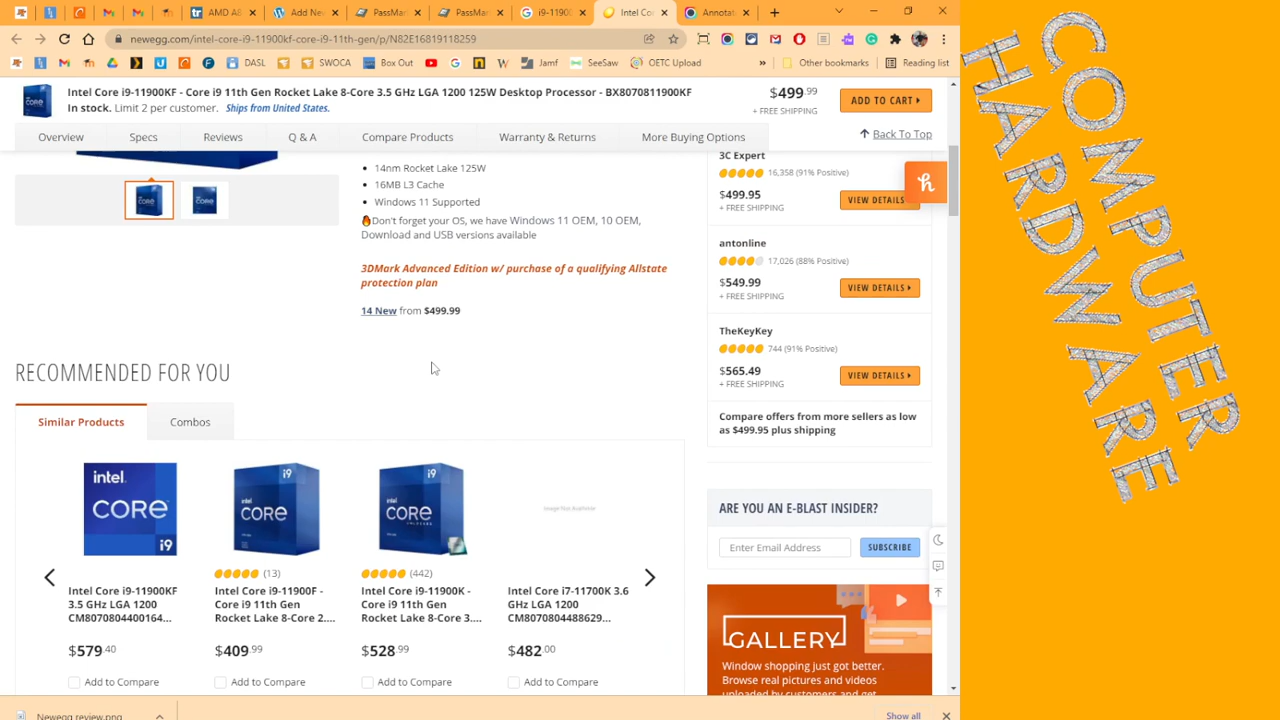 AMD A8
Add Ne
PassMar
PassMar
i9-1190
Intel Co
Annotate
newegg.com/intel-core-i9-11900kf-core-i9-11th-gen/p/N82E16819118259
DASL
SWOCA
Box Out
Jamf
SeeSaw
OETC Upload
»
Other bookmarks
Reading list
Intel Core i9-11900KF - Core i9 11th Gen Rocket Lake 8-Core 3.5 GHz LGA 1200 125W Desktop Processor - BX8070811900KF
In stock. Limit 2 per customer. Ships from United States.
$499.99
+ FREE SHIPPING
ADD TO CART
Overview
Specs
Reviews
Q & A
Compare Products
Warranty & Returns
More Buying Options
Back To Top
14nm Rocket Lake 125W
16MB L3 Cache
Windows 11 Supported
Don't forget your OS, we have Windows 11 OEM, 10 OEM,
Download and USB versions available
3DMark Advanced Edition w/ purchase of a qualifying Allstate
protection plan
14 New from $499.99
3C Expert
16,358 (91% Positive)
$499.95
+ FREE SHIPPING
VIEW DETAILS
antonline
17,026 (88% Positive)
$549.99
+ FREE SHIPPING
VIEW DETAILS
TheKeyKey
744 (91% Positive)
$565.49
+ FREE SHIPPING
VIEW DETAILS
Compare offers from more sellers as low
as $499.95 plus shipping
RECOMMENDED FOR YOU
Similar Products
Combos
intel
CORE
i9
i9
CORE
i9
CORE
(13)
(442)
Intel Core i9-11900KF
3.5 GHz LGA 1200
CM8070804400164...
$579.40
Add to Compare
Intel Core i9-11900F -
Core i9 11th Gen
Rocket Lake 8-Core 2....
$409.99
Add to Compare
Intel Core i9-11900K -
Core i9 11th Gen
Rocket Lake 8-Core 3....
$528.99
Add to Compare
Intel Core i7-11700K 3.6
GHz LGA 1200
CM8070804488629...
$482.00
Add to Compare
ARE YOU AN E-BLAST INSIDER?
Enter Email Address
SUBSCRIBE
GALLERY
Window shopping just got better.
Browse real pictures and videos
uploaded by customers and get
Newegg review.png
Show all
COMPUTER
HARDWARE